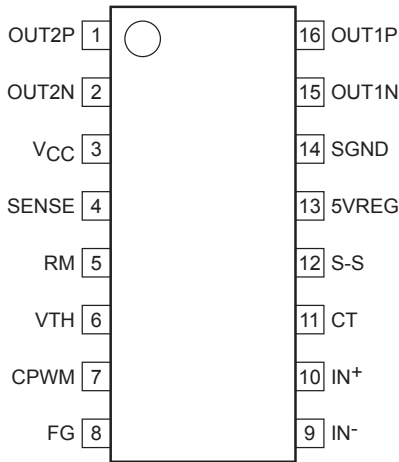 OUT2P 1 16 OUT1P
OUT2N 2 15 OUT1N
VCC 3 14 SGND
SENSE 4 13 5VREG
RM 5 12 S-S
VTH 6 11 CT
CPWM 7 10 IN+
FG 8 9 IN-